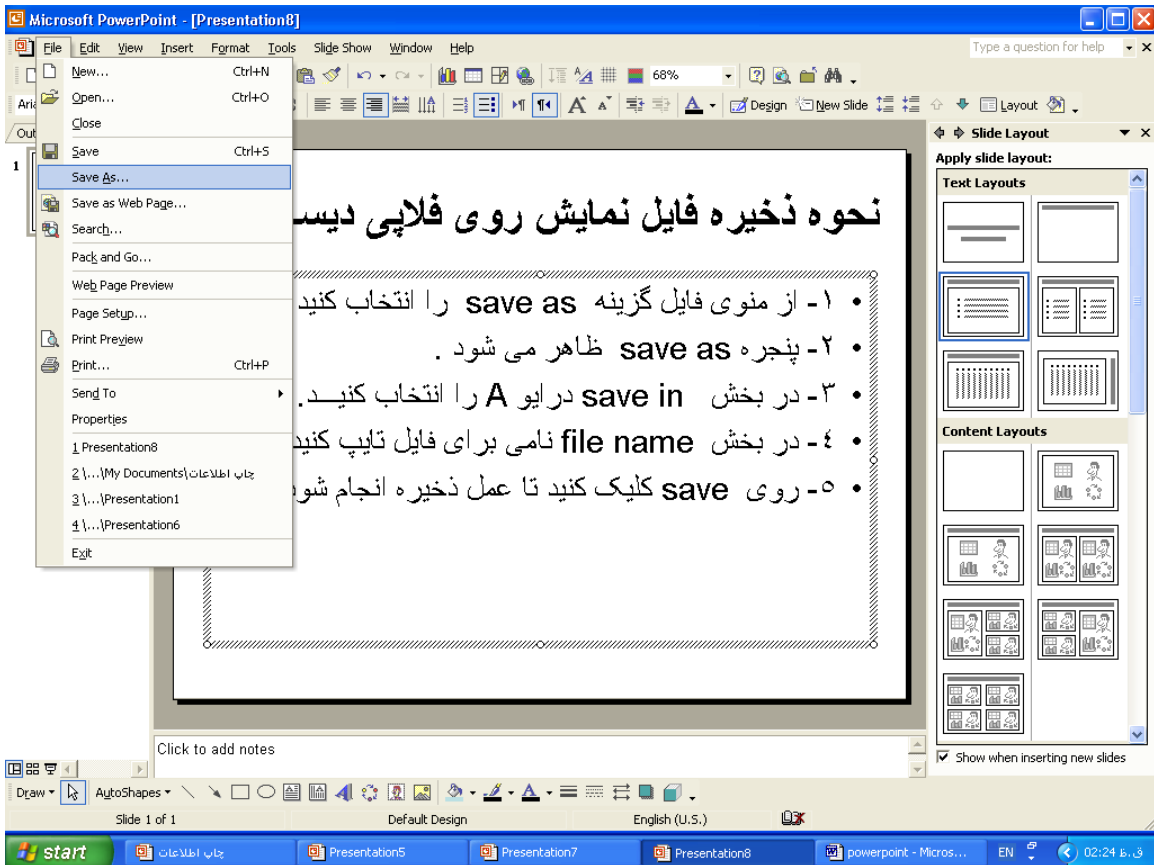 Microsoft PowerPoint - [Presentation8]
File Edit View Insert Format Tools Slide Show Window Help
Type a question for help
68%
Design New Slide Layout
New... Ctrl+N
Open... Ctrl+O
Close
Save Ctrl+S
Save As...
Save as Web Page...
Search...
Pack and Go...
Web Page Preview
Page Setup...
Print Preview
Print... Ctrl+P
Send To
Properties
1 Presentation8
2 \...\My Documents\چاپ اطلاعات
3 \...\Presentation1
4 \...\Presentation6
Exit
1
نحوه ذخیره فایل نمایش روی فلاپی
• ۱- از منوی فایل گزینه save as را انتخاب کنید
• ۲- پنجره save as ظاهر می شود .
• ۳- در بخش save in درایو A را انتخاب کنیــد.
• ٤- در بخش file name نامی برای فایل تایپ کنید
• ٥- روی save کلیک کنید تا عمل ذخیره انجام شود
Slide Layout
Apply slide layout:
Text Layouts
Content Layouts
Show when inserting new slides
Click to add notes
Draw AutoShapes
Slide 1 of 1 Default Design English (U.S.)
start چاپ اطلاعات Presentation5 Presentation7 Presentation8 powerpoint - Micros... EN 02:24 ق.ظ